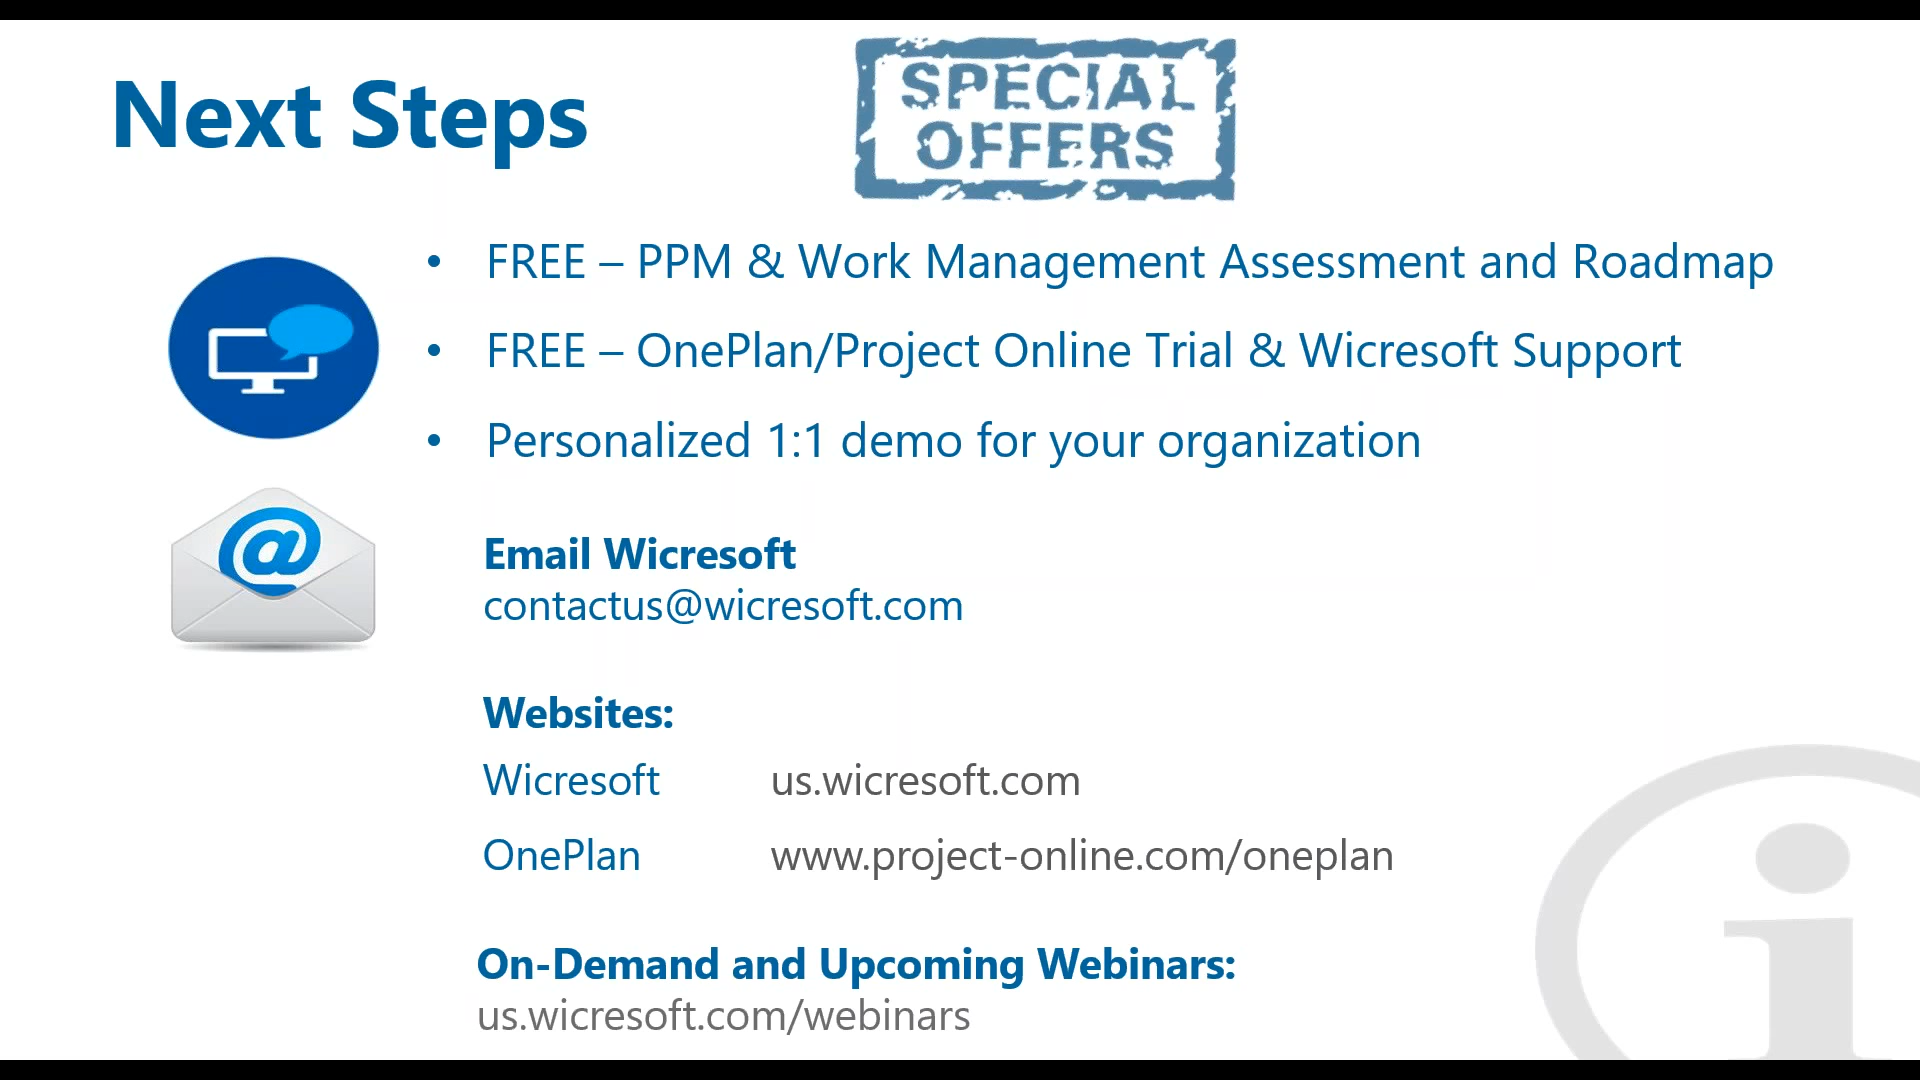 Next Steps
SPECIAL
OFFERS
• FREE – PPM & Work Management Assessment and Roadmap
• FREE – OnePlan/Project Online Trial & Wicresoft Support
• Personalized 1:1 demo for your organization
@
Email Wicresoft
contactus@wicresoft.com
Websites:
Wicresoft us.wicresoft.com
OnePlan www.project-online.com/oneplan
On-Demand and Upcoming Webinars:
us.wicresoft.com/webinars
i